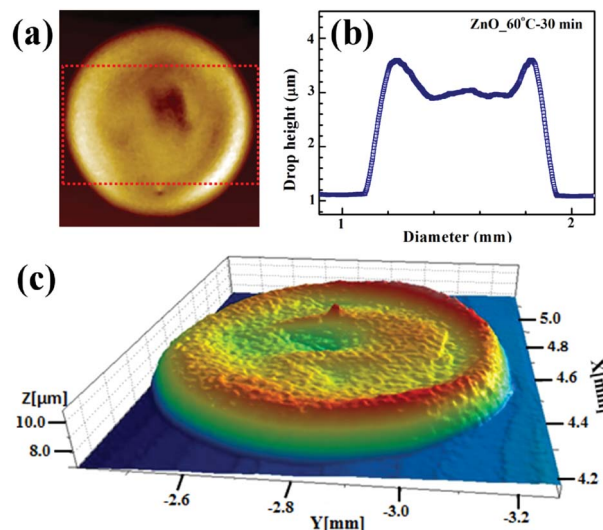 (a)
(b)
ZnO_60°C-30 min
4
3
2
1
Drop height (μm)
1
2
Diameter (mm)
(c)
Z[μm]
10.0
8.0
5.0
4.8
4.6
4.4
4.2
X[mm]
-2.6
-2.8
-3.0
-3.2
Y[mm]